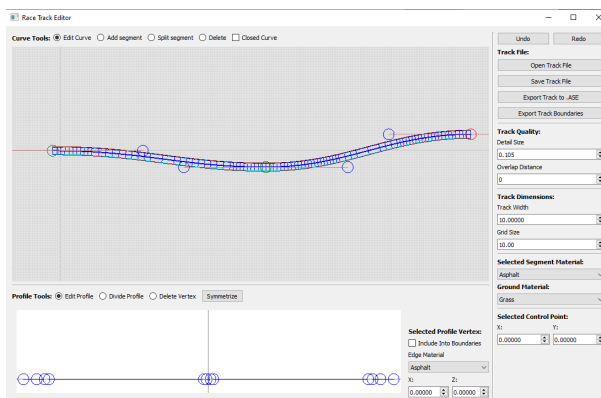 Race Track Editor
Curve Tools: Edit Curve Add segment Split segment Delete Closed Curve
Undo Redo
Track File:
Open Track File
Save Track File
Export Track to .ASE
Export Track Boundaries
Track Quality:
Detail Size
0.105
Overlap Distance
0
Track Dimensions:
Track Width
10.00000
Grid Size
10.00
Selected Segment Material:
Asphalt
Ground Material:
Grass
Selected Control Point:
X: Y:
0.00000 0.00000
Profile Tools: Edit Profile Divide Profile Delete Vertex Symmetrize
Selected Profile Vertex:
Include Into Boundaries
Edge Material
Asphalt
X: Z:
0.00000 0.00000